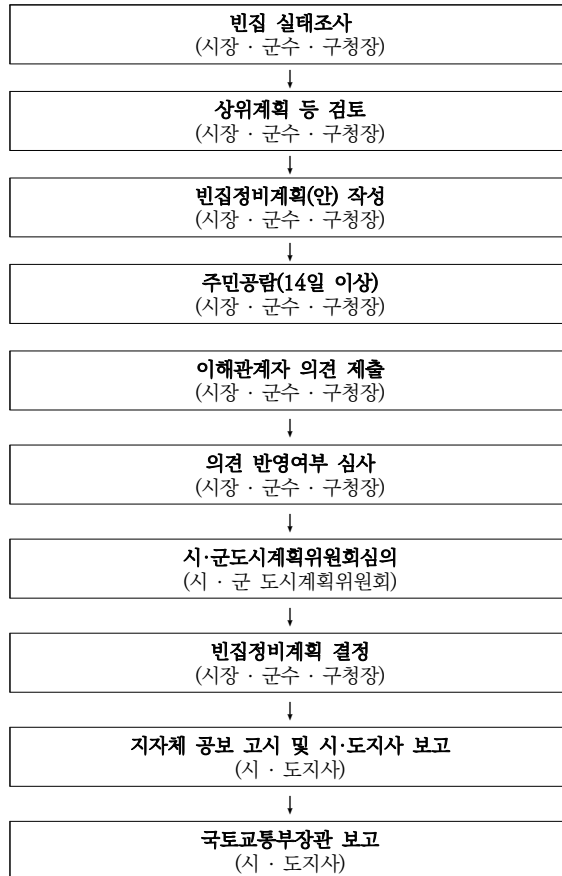 빈집 실태조사
(시장 · 군수 · 구청장)
↓
상위계획 등 검토
(시장 · 군수 · 구청장)
↓
빈집정비계획(안) 작성
(시장 · 군수 · 구청장)
↓
주민공람(14일 이상)
(시장 · 군수 · 구청장)
이해관계자 의견 제출
(시장 · 군수 · 구청장)
↓
의견 반영여부 심사
(시장 · 군수 · 구청장)
↓
시·군도시계획위원회심의
(시 · 군 도시계획위원회)
↓
빈집정비계획 결정
(시장 · 군수 · 구청장)
↓
지자체 공보 고시 및 시·도지사 보고
(시 · 도지사)
↓
국토교통부장관 보고
(시 · 도지사)